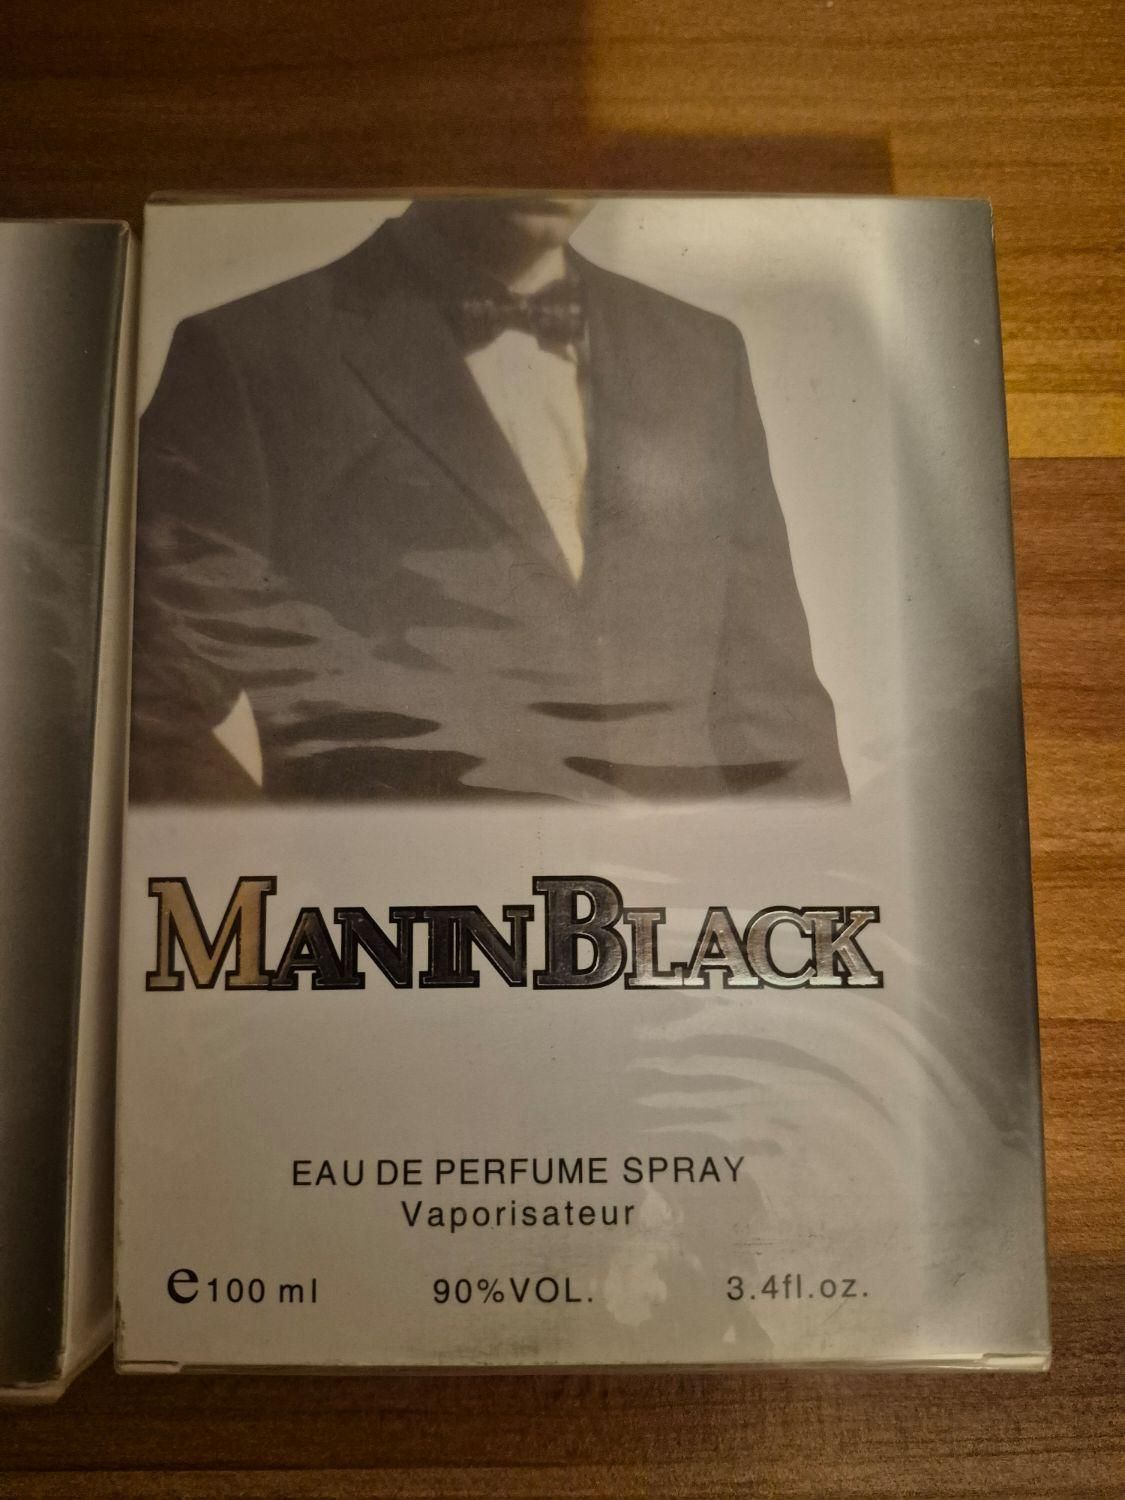 MANINBLACK
EAU DE PERFUME SPRAY
Vaporisateur
e100 ml 90%VOL. 3.4fl.oz.